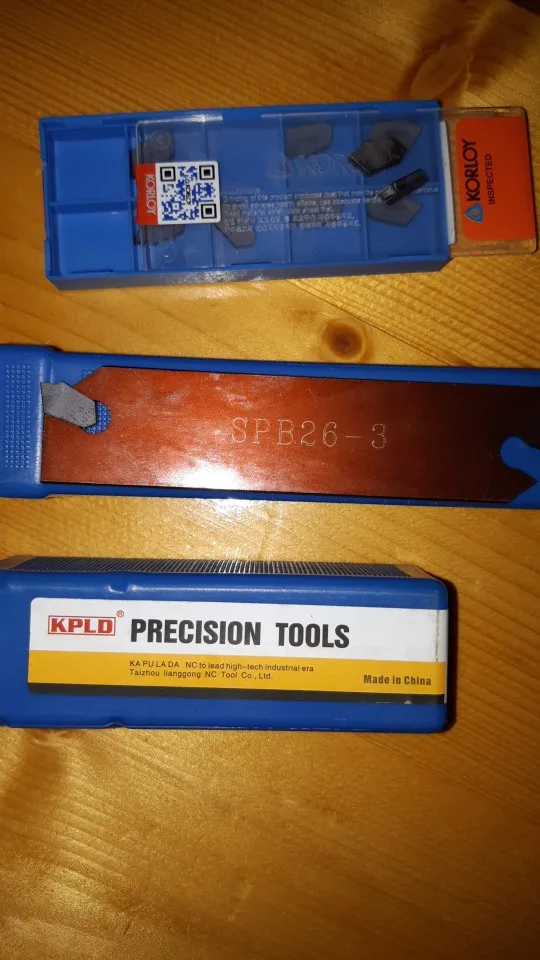 KORLOY
KORLOY
INSPECTED
SPB26-3
KPLD®
PRECISION TOOLS
KA PU LA DA NC to lead high-tech industrial era
Taizhou lianggong NC Tool Co., Ltd.
Made in China